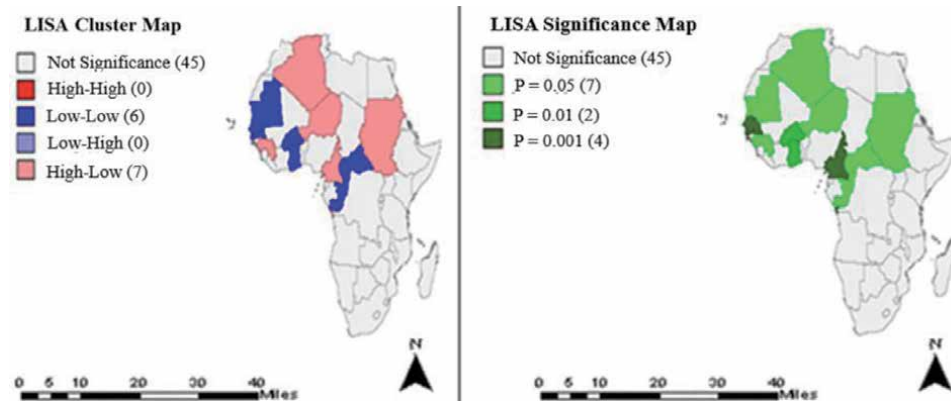 LISA Cluster Map
Not Significance (45)
High-High (0)
Low-Low (6)
Low-High (0)
High-Low (7)
N
0 5 10 20 30 40
Miles
LISA Significance Map
Not Significance (45)
P = 0.05 (7)
P = 0.01 (2)
P = 0.001 (4)
N
0 5 10 20 30 40
Miles